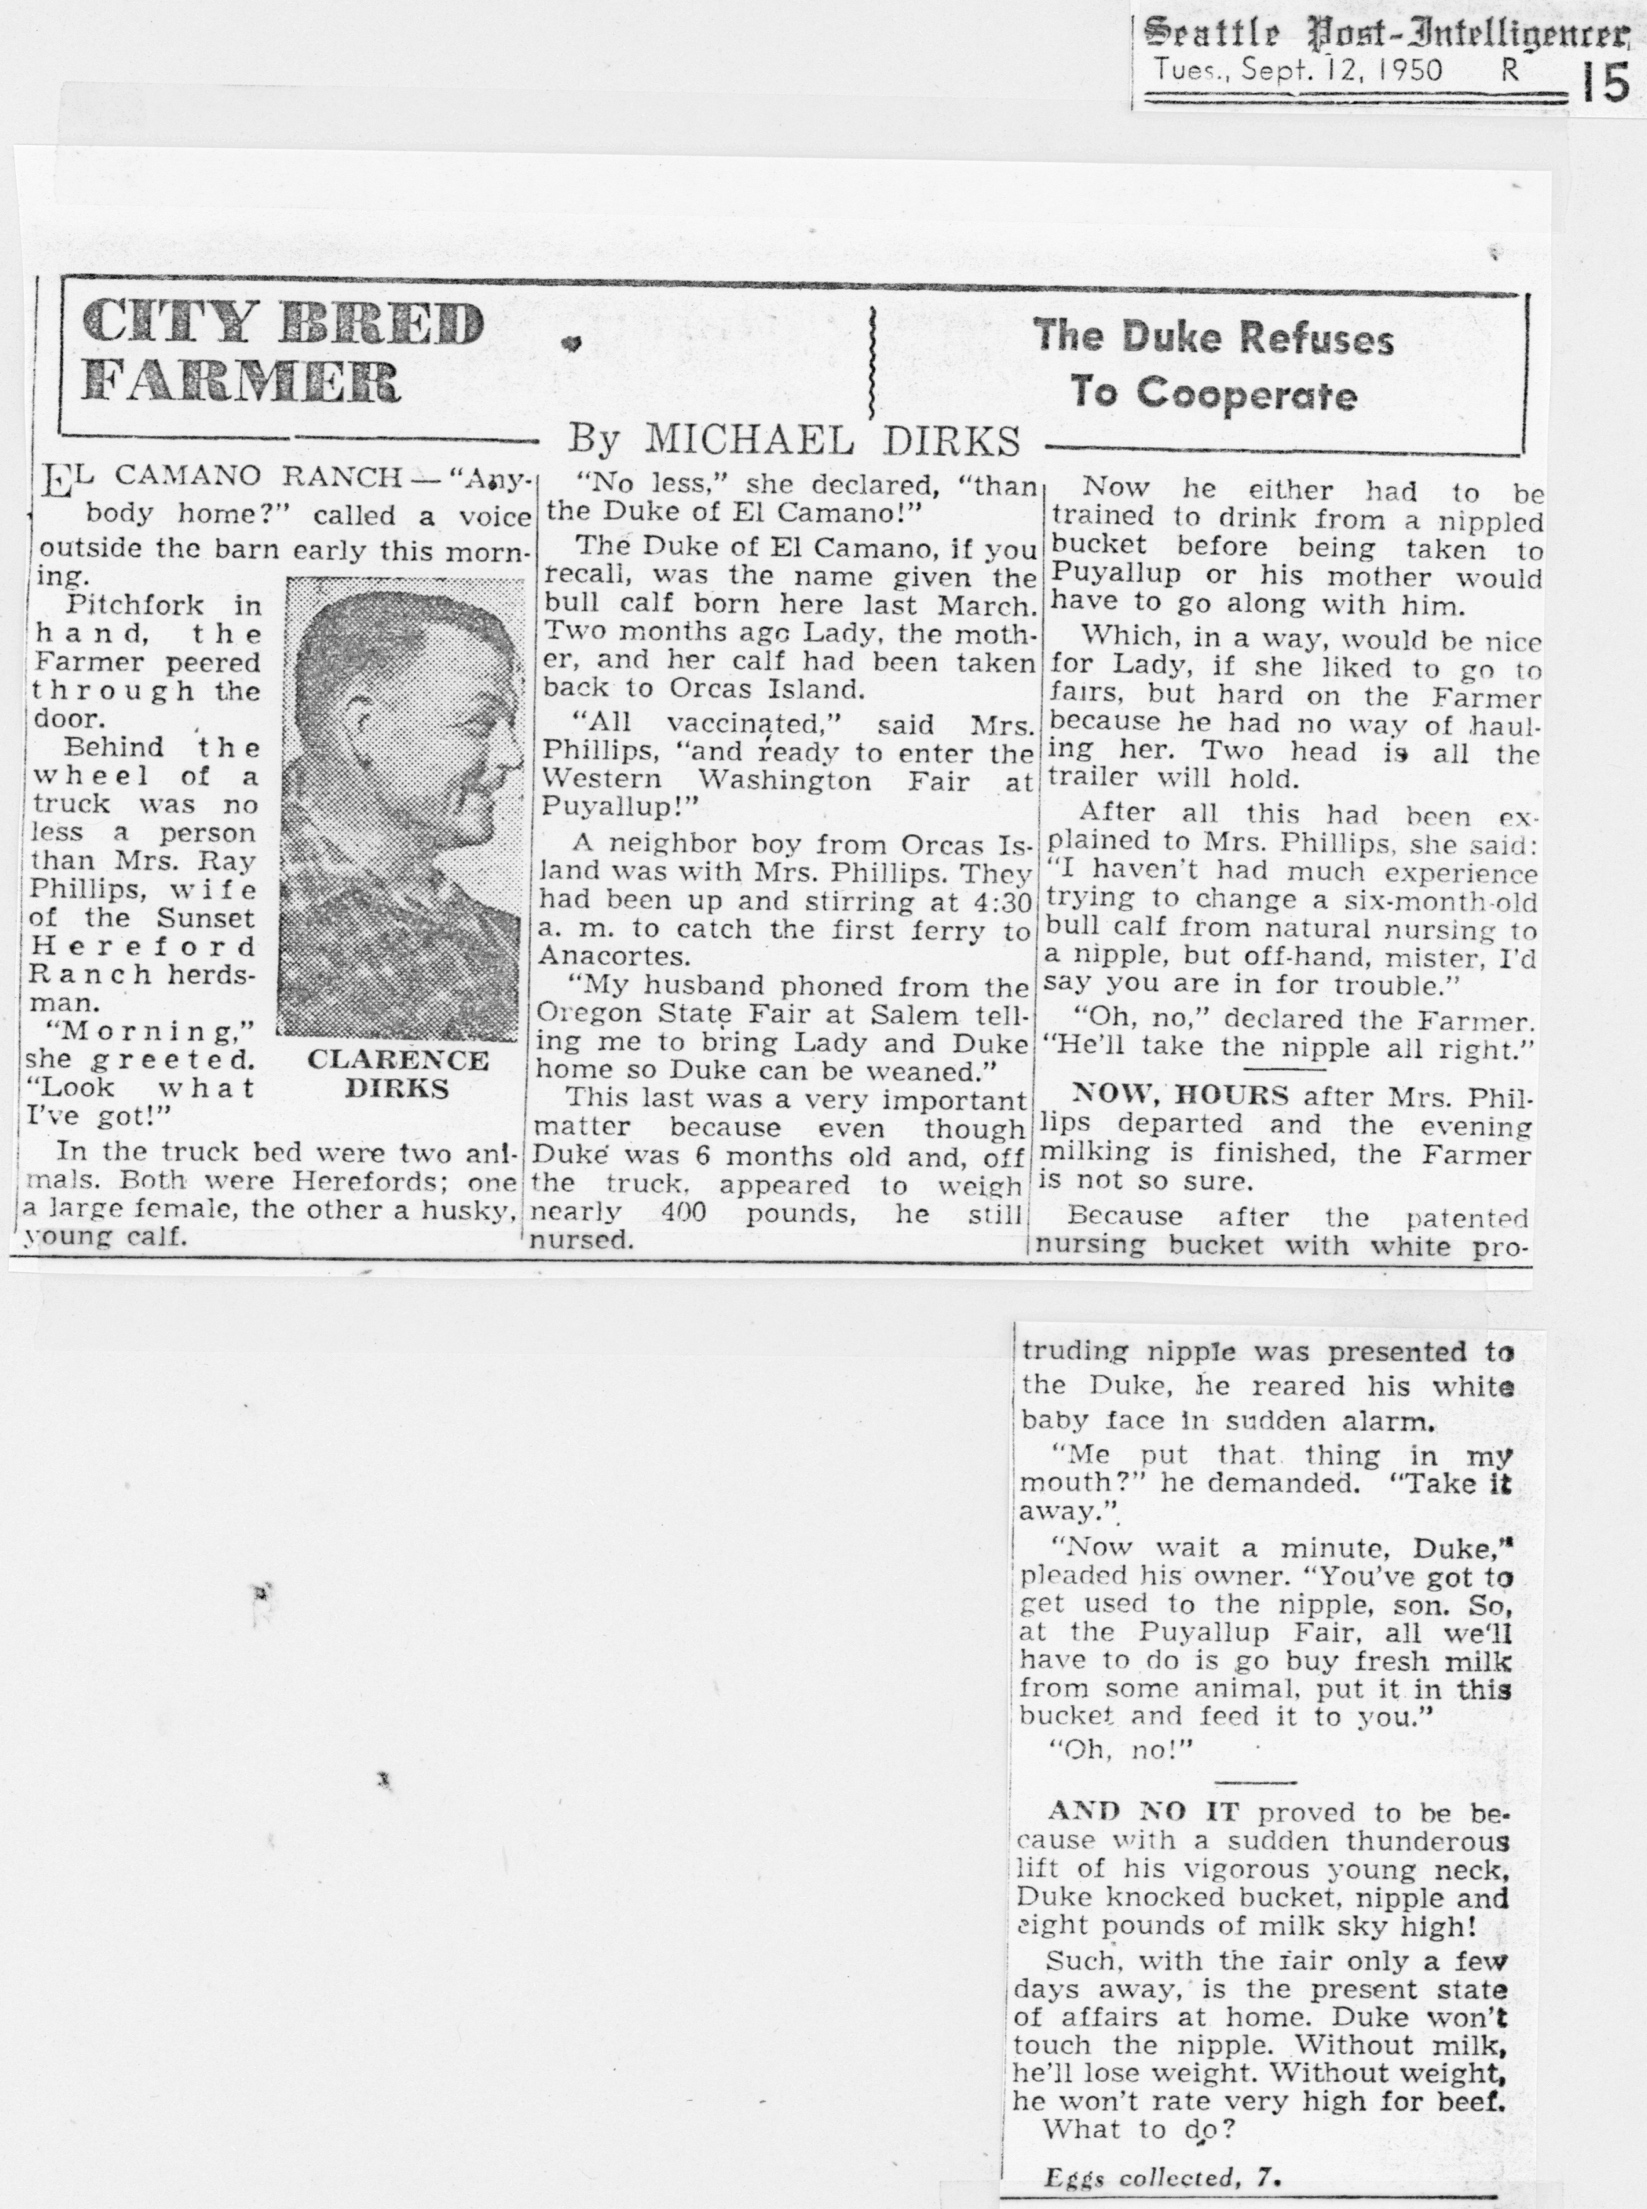 Seattle Post-Intelligencer
Tues., Sept. 12, 1950 R 15
CITY BRED
FARMER
The Duke Refuses
To Cooperate
By MICHAEL DIRKS
EL CAMANO RANCH — “Any-
body home?” called a voice
outside the barn early this morn-
ing.
Pitchfork in
hand, the
Farmer peered
through the
door.
Behind the
wheel of a
truck was no
less a person
than Mrs. Ray
Phillips, wife
of the Sunset
Hereford
Ranch herds-
man.
“Morning,”
she greeted.
“Look what
I’ve got!”
CLARENCE
DIRKS
In the truck bed were two ani-
mals. Both were Herefords; one
a large female, the other a husky,
young calf.
“No less,” she declared, “than
the Duke of El Camano!”
The Duke of El Camano, if you
recall, was the name given the
bull calf born here last March.
Two months ago Lady, the moth-
er, and her calf had been taken
back to Orcas Island.
“All vaccinated,” said Mrs.
Phillips, “and ready to enter the
Western Washington Fair at
Puyallup!”
A neighbor boy from Orcas Is-
land was with Mrs. Phillips. They
had been up and stirring at 4:30
a. m. to catch the first ferry to
Anacortes.
“My husband phoned from the
Oregon State Fair at Salem tell-
ing me to bring Lady and Duke
home so Duke can be weaned.”
This last was a very important
matter because even though
Duke was 6 months old and, off
the truck, appeared to weigh
nearly 400 pounds, he still
nursed.
Now he either had to be
trained to drink from a nippled
bucket before being taken to
Puyallup or his mother would
have to go along with him.
Which, in a way, would be nice
for Lady, if she liked to go to
fairs, but hard on the Farmer
because he had no way of haul-
ing her. Two head is all the
trailer will hold.
After all this had been ex-
plained to Mrs. Phillips, she said:
“I haven’t had much experience
trying to change a six-month-old
bull calf from natural nursing to
a nipple, but off-hand, mister, I’d
say you are in for trouble.”
“Oh, no,” declared the Farmer.
“He’ll take the nipple all right.”
NOW, HOURS after Mrs. Phil-
lips departed and the evening
milking is finished, the Farmer
is not so sure.
Because after the patented
nursing bucket with white pro-
truding nipple was presented to
the Duke, he reared his white
baby face in sudden alarm.
“Me put that thing in my
mouth?” he demanded. “Take it
away.”
“Now wait a minute, Duke,”
pleaded his owner. “You’ve got to
get used to the nipple, son. So,
at the Puyallup Fair, all we’ll
have to do is go buy fresh milk
from some animal, put it in this
bucket and feed it to you.”
“Oh, no!”
AND NO IT proved to be be-
cause with a sudden thunderous
lift of his vigorous young neck,
Duke knocked bucket, nipple and
eight pounds of milk sky high!
Such, with the fair only a few
days away, is the present state
of affairs at home. Duke won’t
touch the nipple. Without milk,
he’ll lose weight. Without weight,
he won’t rate very high for beef.
What to do?
Eggs collected, 7.